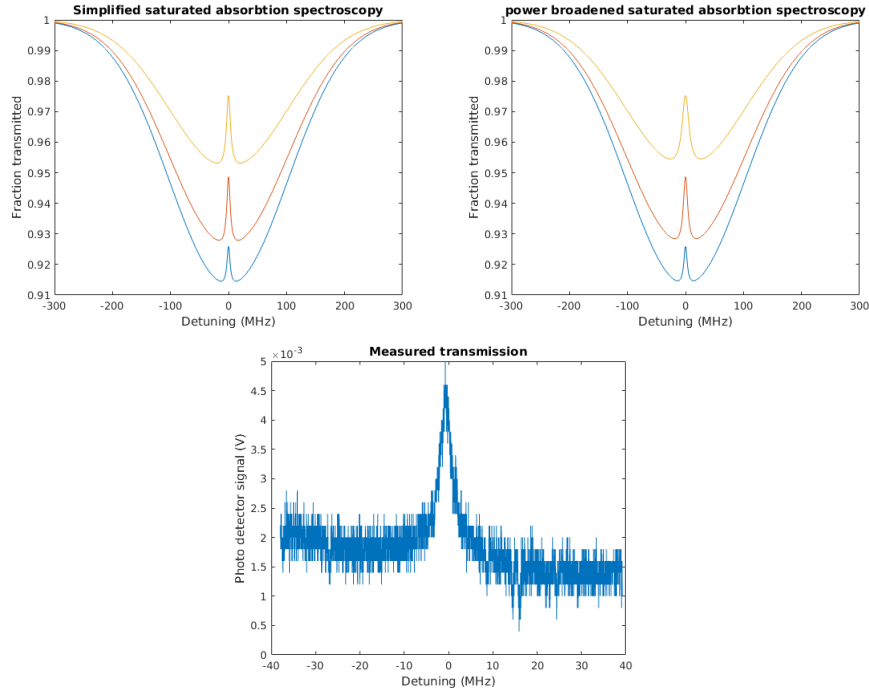 Simplified saturated absorbtion spectroscopy
1
0.99
0.98
0.97
0.96
0.95
0.94
0.93
0.92
0.91
Fraction transmitted
-300 -200 -100 0 100 200 300
Detuning (MHz)
power broadened saturated absorbtion spectroscopy
1
0.99
0.98
0.97
0.96
0.95
0.94
0.93
0.92
0.91
Fraction transmitted
-300 -200 -100 0 100 200 300
Detuning (MHz)
Measured transmission
×10⁻³
5
4.5
4
3.5
3
2.5
2
1.5
1
0.5
0
Photo detector signal (V)
-40 -30 -20 -10 0 10 20 30 40
Detuning (MHz)